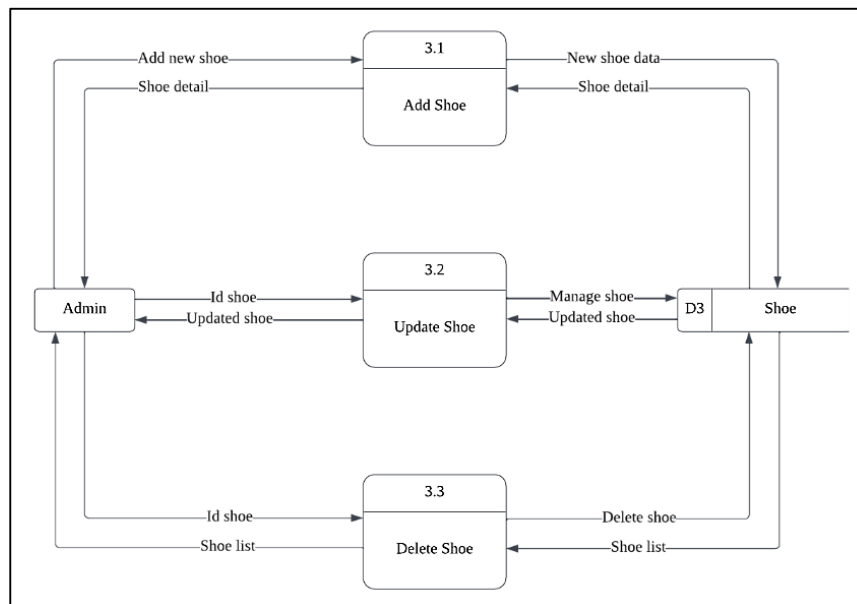 3.1
Add new shoe
New shoe data
Shoe detail
Shoe detail
Add Shoe
3.2
Id shoe
Manage shoe
Admin
D3
Shoe
Updated shoe
Updated shoe
Update Shoe
3.3
Id shoe
Delete shoe
Shoe list
Shoe list
Delete Shoe